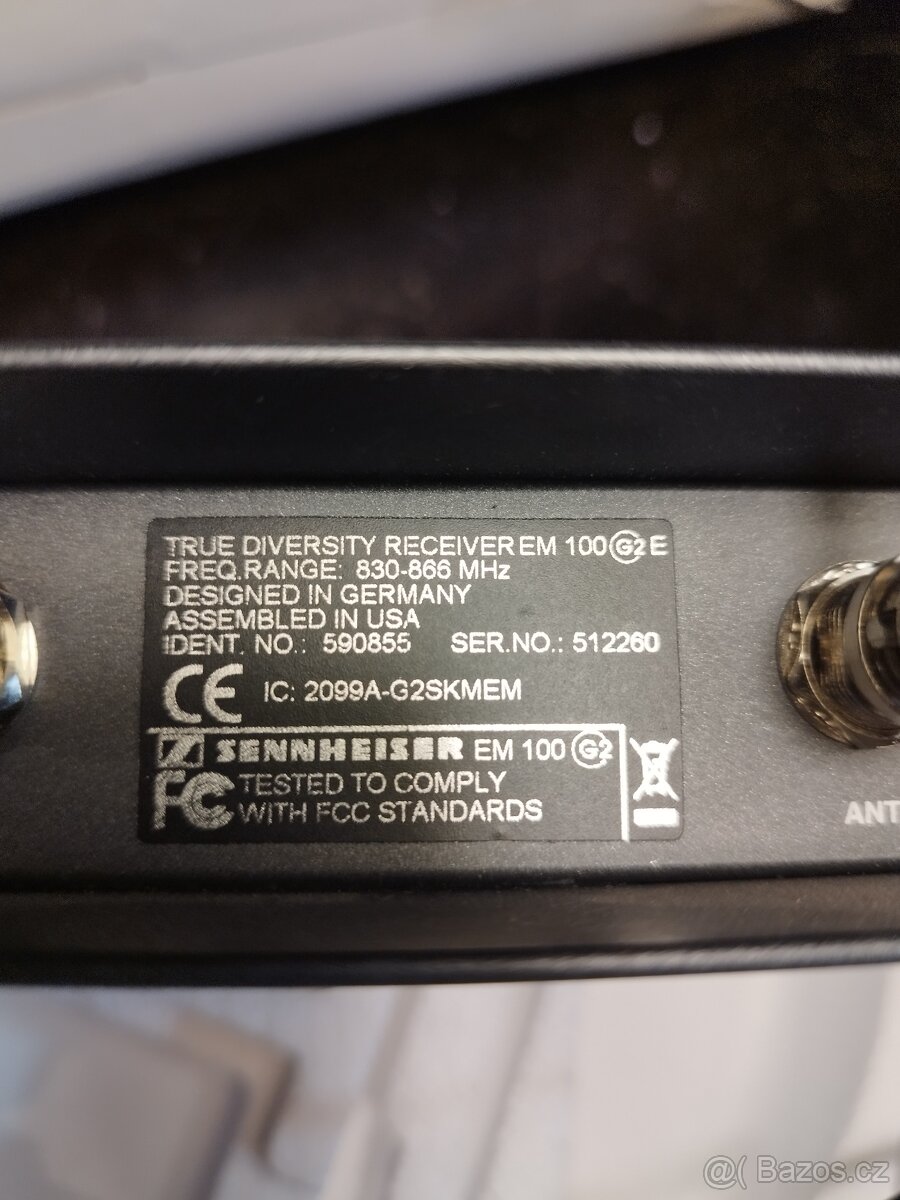 TRUE DIVERSITY RECEIVER EM 100 G2 E
FREQ.RANGE: 830-866 MHz
DESIGNED IN GERMANY
ASSEMBLED IN USA
IDENT. NO.: 590855 SER.NO.: 512260
CE IC: 2099A-G2SKMEM
SENNHEISER EM 100 G2
FC TESTED TO COMPLY
WITH FCC STANDARDS
ANT
@( Bazos.cz